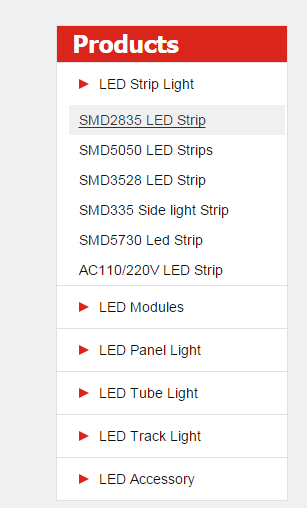 Products
LED Strip Light
SMD2835 LED Strip
SMD5050 LED Strips
SMD3528 LED Strip
SMD335 Side light Strip
SMD5730 Led Strip
AC110/220V LED Strip
LED Modules
LED Panel Light
LED Tube Light
LED Track Light
LED Accessory